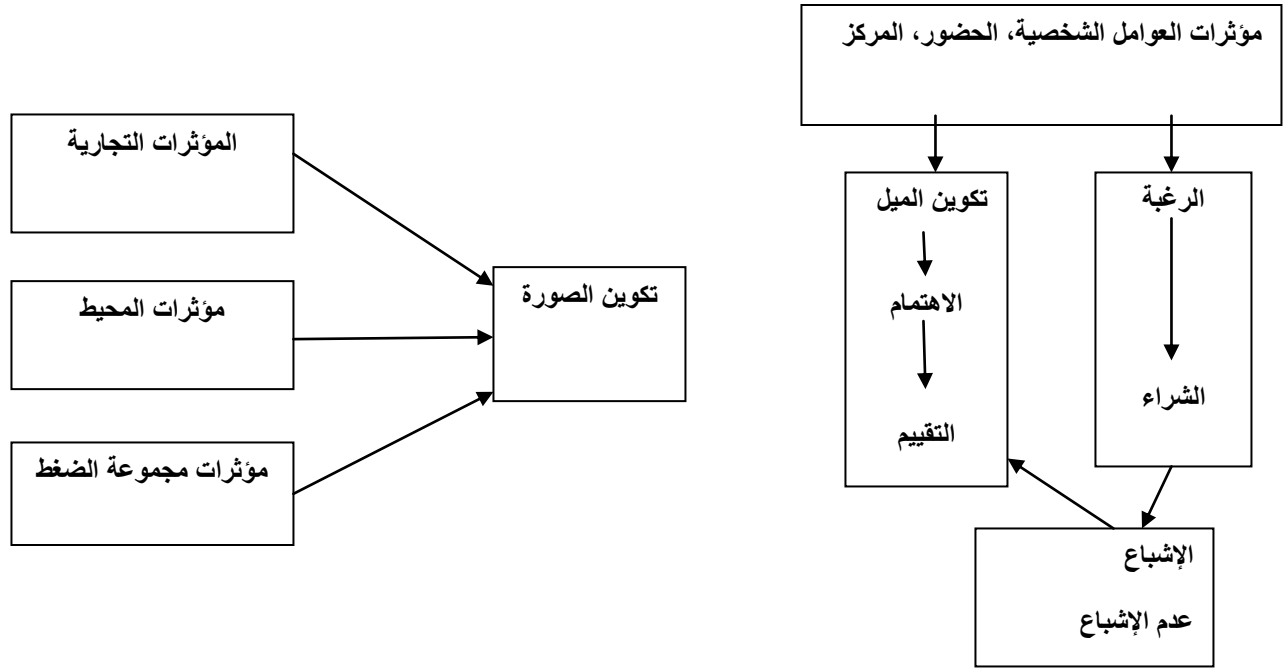 مؤثرات العوامل الشخصية، الحضور، المركز
المؤثرات التجارية
مؤثرات المحيط
مؤثرات مجموعة الضغط
تكوين الصورة
الرغبة
الشراء
تكوين الميل
الاهتمام
التقييم
الإشباع
عدم الإشباع